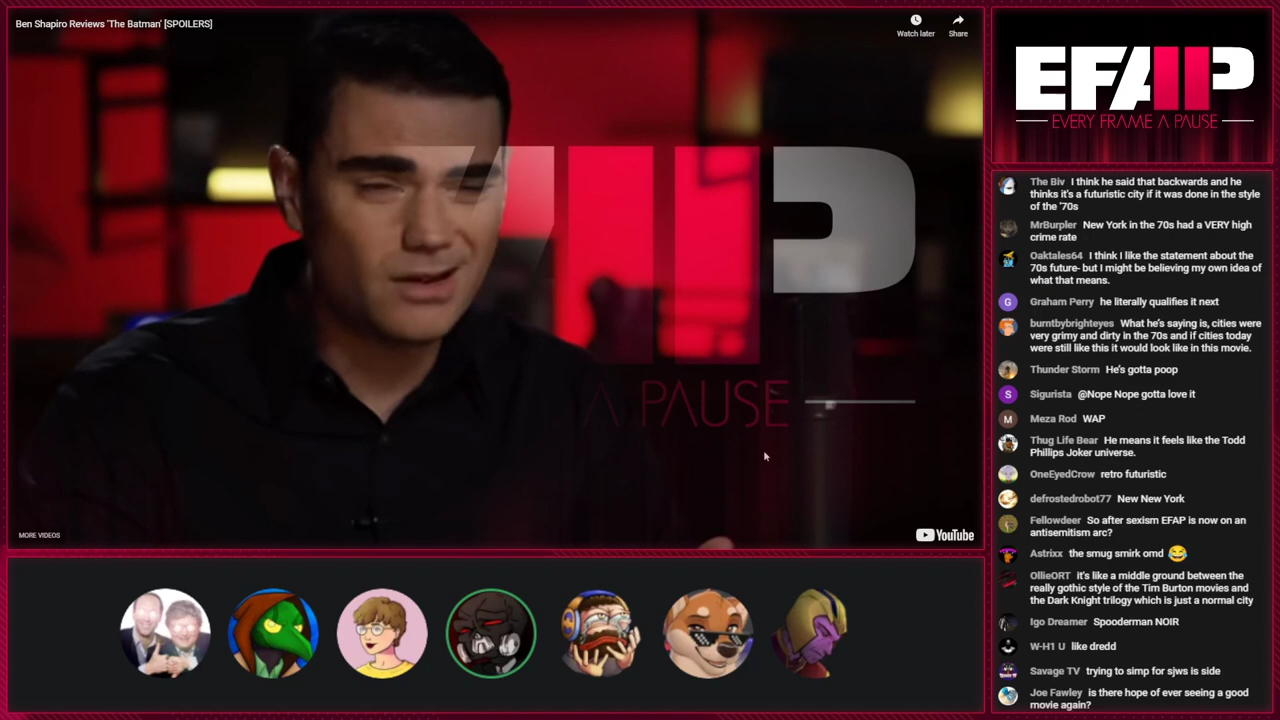 Ben Shapiro Reviews 'The Batman' [SPOILERS]
Watch later
Share
IIP
A PAUSE
MORE VIDEOS
YouTube
EFAIIP
EVERY FRAME A PAUSE
The Biv I think he said that backwards and he
thinks it's a futuristic city if it was done in the style
of the '70s
MrBurpler New York in the 70s had a VERY high
crime rate
Oaktales64 I think I like the statement about the
70s future- but I might be believing my own idea of
what that means.
G
Graham Perry he literally qualifies it next
burntbybrighteyes What he's saying is, cities were
very grimy and dirty in the 70s and if cities today
were still like this it would look like in this movie.
Thunder Storm He's gotta poop
S
Sigurista @Nope Nope gotta love it
M
Meza Rod WAP
Thug Life Bear He means it feels like the Todd
Phillips Joker universe.
OneEyedCrow retro futuristic
defrostedrobot77 New New York
Fellowdeer So after sexism EFAP is now on an
antisemitism arc?
Astrixx the smug smirk omd 😂
OllieORT it's like a middle ground between the
really gothic style of the Tim Burton movies and
the Dark Knight trilogy which is just a normal city
Igo Dreamer Spooderman NOIR
W-H1 U like dredd
Savage TV trying to simp for sjws is side
Joe Fawley is there hope of ever seeing a good
movie again?